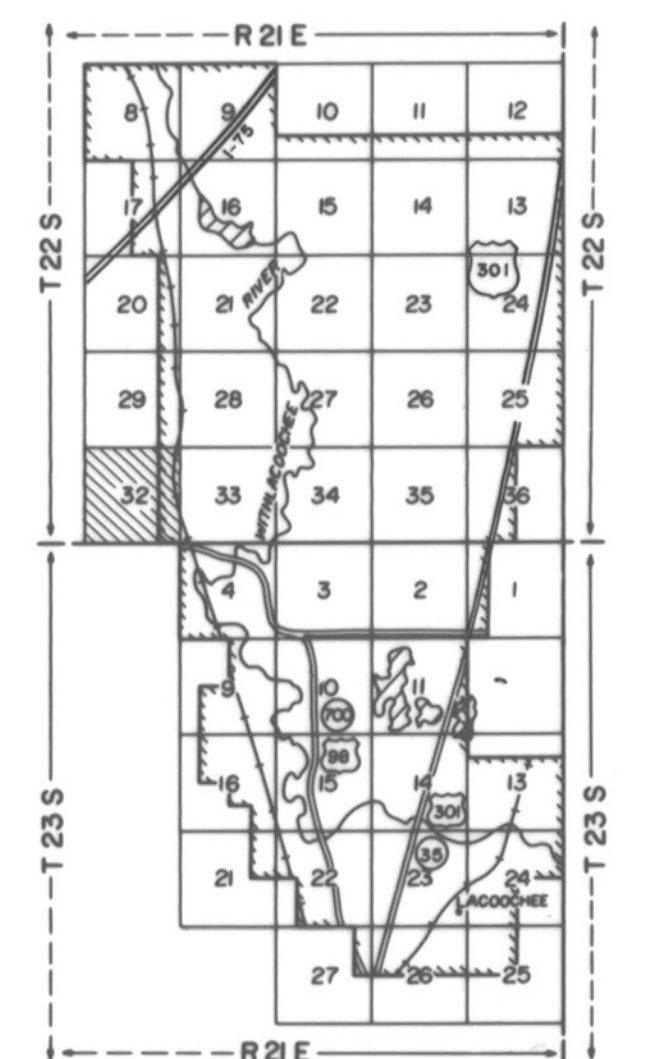 R 21 E
8 9 10 11 12
I-75
17 16 15 14 13
T 22 S
T 22 S
301
20 21 RIVER 22 23 24
29 28 27 26 25
WITHLACOOCHEE
32 33 34 35 36
4 3 2 1
9 10 11
700
98
16 15 14 13
301
T 23 S
T 23 S
35
21 22 23 24
LACOOCHEE
27 26 25
R 21 E